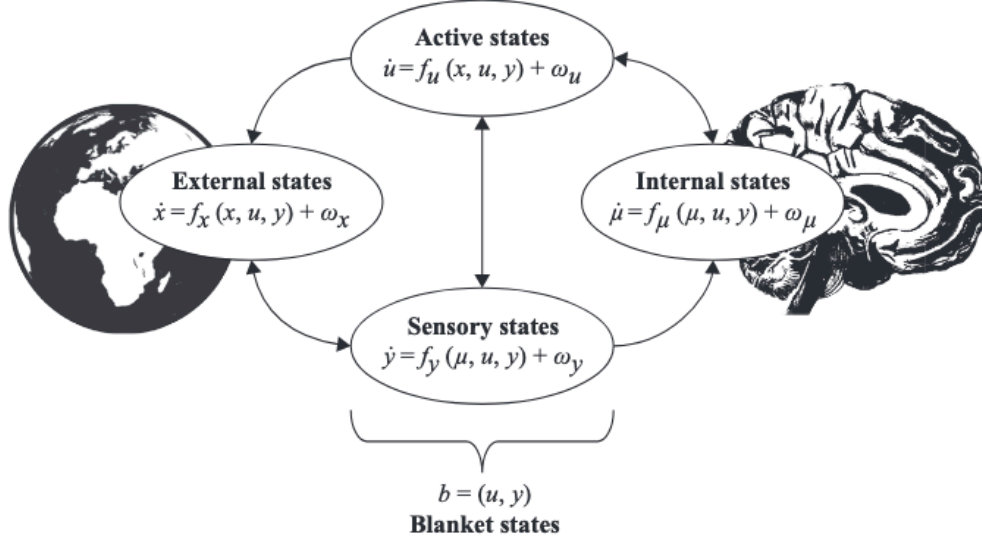 Active states
u̇ = f_u (x, u, y) + ω_u
External states
ẋ = f_x (x, u, y) + ω_x
Internal states
μ̇ = f_μ (μ, u, y) + ω_μ
Sensory states
ẏ = f_y (μ, u, y) + ω_y
b = (u, y)
Blanket states